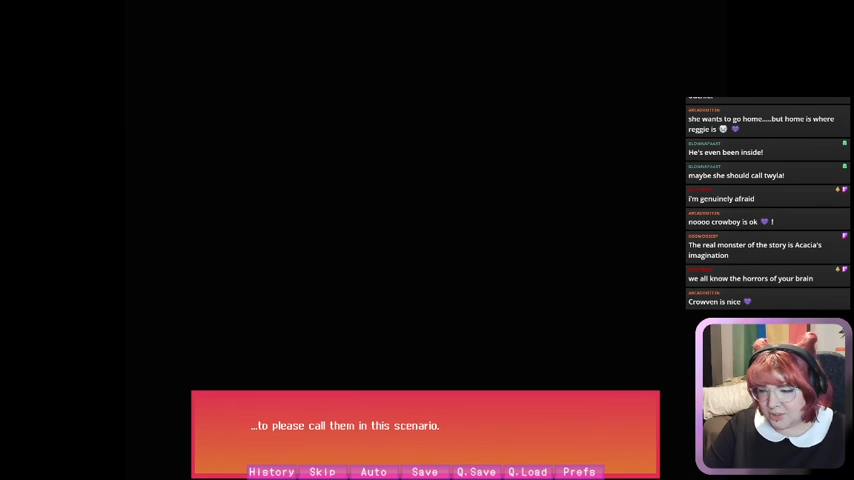 she wants to go home.....but home is where
reggie is 💀 💜
He's even been inside!
maybe she should call twyla!
i'm genuinely afraid
noooo crowboy is ok 💜 !
The real monster of the story is Acacia's
imagination
we all know the horrors of your brain
Crowven is nice 💜
...to please call them in this scenario.
History Skip Auto Save Q.Save Q.Load Prefs